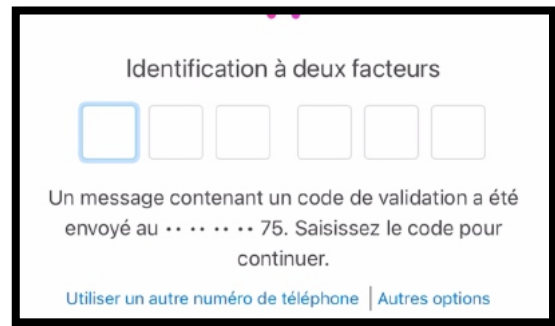 Identification à deux facteurs
Un message contenant un code de validation a été
envoyé au •• •• •• •• 75. Saisissez le code pour
continuer.
Utiliser un autre numéro de téléphone | Autres options